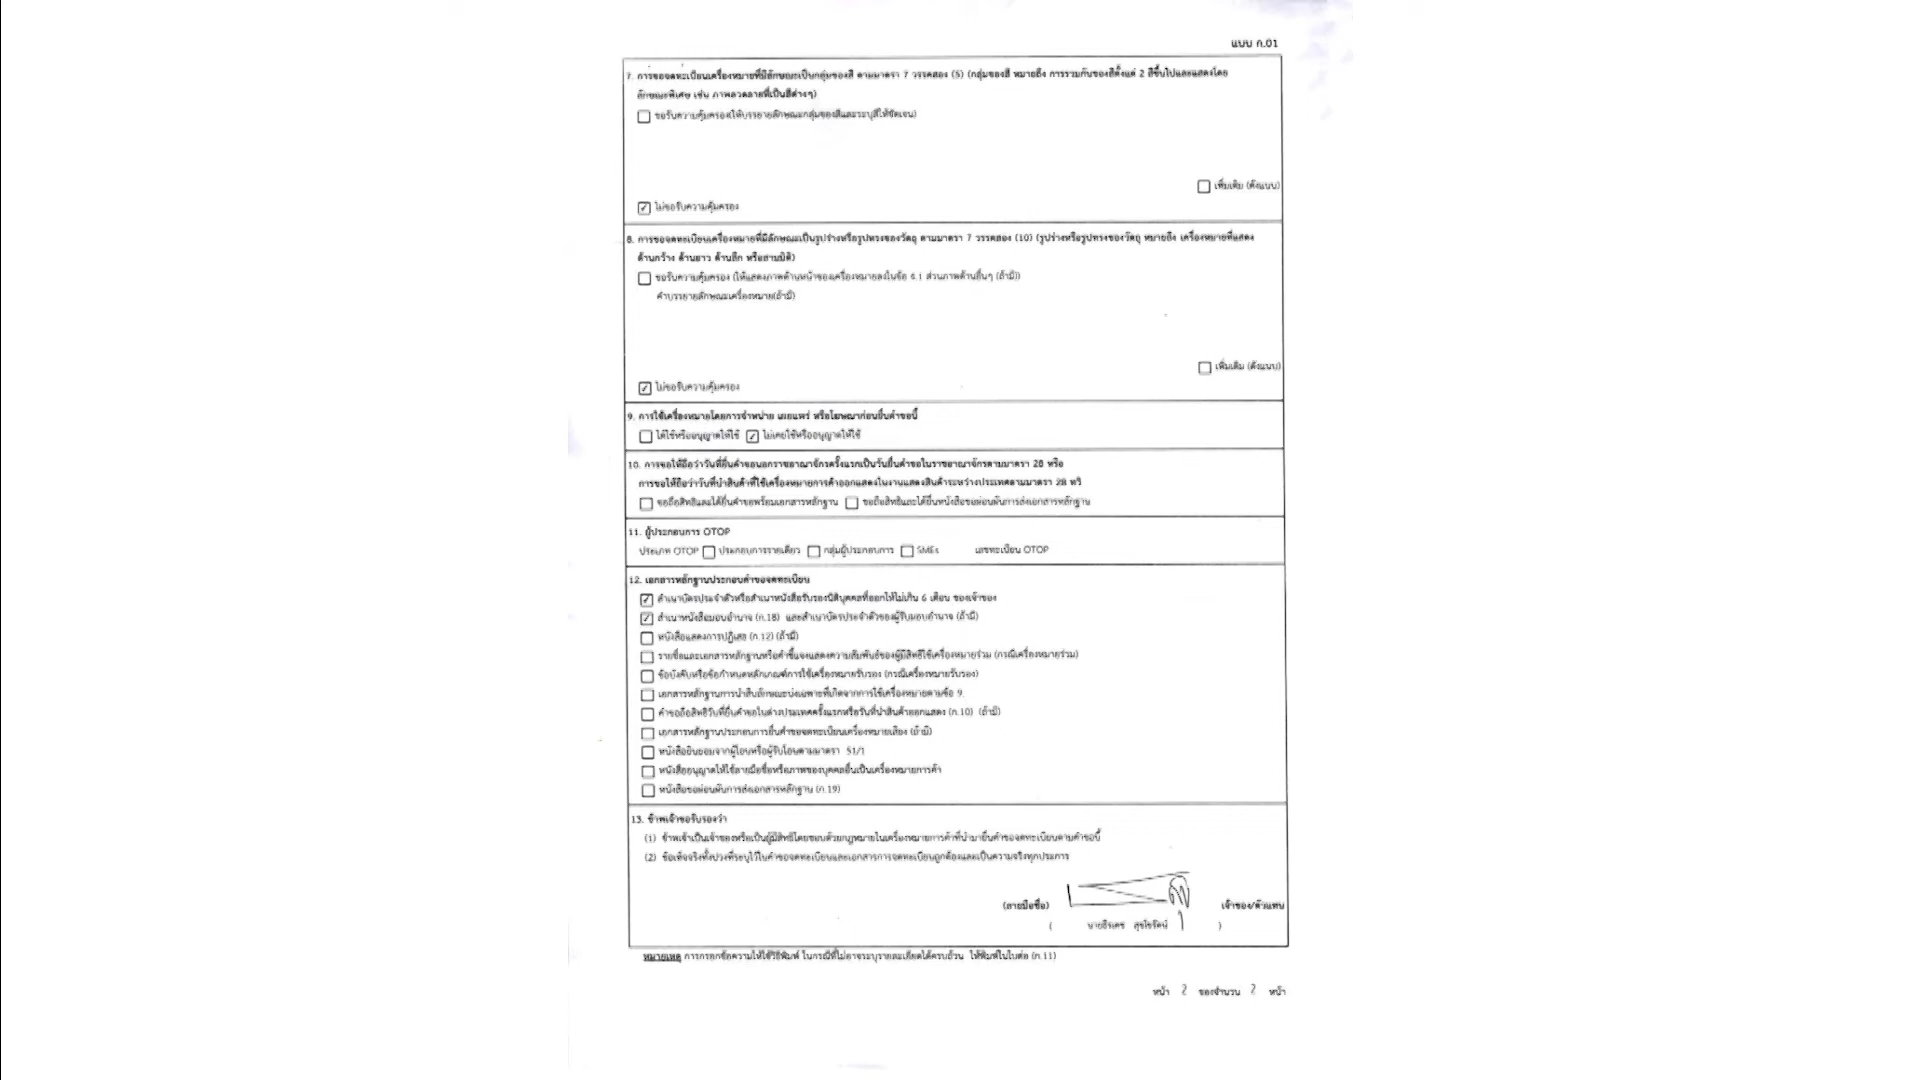 แบบ ก.01
7. การขอจดทะเบียนเครื่องหมายที่มีลักษณะเป็นกลุ่มของสี ตามมาตรา 7 วรรคสอง (5) (กลุ่มของสี หมายถึง การรวมกันของสีตั้งแต่ 2 สีขึ้นไปและแสดงโดย
ลักษณะพิเศษ เช่น ภาพลวดลายที่เป็นสีต่างๆ)
ขอรับความคุ้มครอง(ให้บรรยายลักษณะกลุ่มของสีและระบุสีให้ชัดเจน)
เพิ่มเติม (ดังแนบ)
✓ ไม่ขอรับความคุ้มครอง
8. การขอจดทะเบียนเครื่องหมายที่มีลักษณะเป็นรูปร่างหรือรูปทรงของวัตถุ ตามมาตรา 7 วรรคสอง (10) (รูปร่างหรือรูปทรงของวัตถุ หมายถึง เครื่องหมายที่แสดง
ด้านกว้าง ด้านยาว ด้านลึก หรือสามมิติ)
ขอรับความคุ้มครอง (ให้แสดงภาพด้านหน้าของเครื่องหมายลงในข้อ 6.1 ส่วนภาพด้านอื่นๆ (ถ้ามี))
คำบรรยายลักษณะเครื่องหมาย(ถ้ามี)
เพิ่มเติม (ดังแนบ)
✓ ไม่ขอรับความคุ้มครอง
9. การใช้เครื่องหมายโดยการจำหน่าย เผยแพร่ หรือโฆษณาก่อนยื่นคำขอนี้
ได้ใช้หรืออนุญาตให้ใช้ ✓ ไม่เคยใช้หรืออนุญาตให้ใช้
10. การขอให้ถือว่าวันที่ยื่นคำขอนอกราชอาณาจักรครั้งแรกเป็นวันยื่นคำขอในราชอาณาจักรตามมาตรา 28 หรือ
การขอให้ถือว่าวันที่นำสินค้าที่ใช้เครื่องหมายการค้าออกแสดงในงานแสดงสินค้าระหว่างประเทศตามมาตรา 28 ทวิ
ขอถือสิทธิและได้ยื่นคำขอพร้อมเอกสารหลักฐาน ขอถือสิทธิและได้ยื่นหนังสือขอผ่อนผันการส่งเอกสารหลักฐาน
11. ผู้ประกอบการ OTOP
ประเภท OTOP ประกอบการรายเดียว กลุ่มผู้ประกอบการ SMEs เลขทะเบียน OTOP
12. เอกสารหลักฐานประกอบคำขอจดทะเบียน
✓ สำเนาบัตรประจำตัวหรือสำเนาหนังสือรับรองนิติบุคคลที่ออกให้ไม่เกิน 6 เดือน ของเจ้าของ
✓ สำเนาหนังสือมอบอำนาจ (ก.18) และสำเนาบัตรประจำตัวของผู้รับมอบอำนาจ (ถ้ามี)
หนังสือแสดงการปฏิเสธ (ก.12) (ถ้ามี)
รายชื่อและเอกสารหลักฐานหรือคำชี้แจงแสดงความสัมพันธ์ของผู้มีสิทธิใช้เครื่องหมายร่วม (กรณีเครื่องหมายร่วม)
ข้อบังคับหรือข้อกำหนดหลักเกณฑ์การใช้เครื่องหมายรับรอง (กรณีเครื่องหมายรับรอง)
เอกสารหลักฐานการนำสืบลักษณะบ่งเฉพาะที่เกิดจากการใช้เครื่องหมายตามข้อ 9.
คำขอถือสิทธิวันที่ยื่นคำขอในต่างประเทศครั้งแรกหรือวันที่นำสินค้าออกแสดง (ก.10) (ถ้ามี)
เอกสารหลักฐานประกอบการยื่นคำขอจดทะเบียนเครื่องหมายเสียง (ถ้ามี)
หนังสือยินยอมจากผู้โอนหรือผู้รับโอนตามมาตรา 51/1
หนังสืออนุญาตให้ใช้ลายมือชื่อหรือภาพของบุคคลอื่นเป็นเครื่องหมายการค้า
หนังสือขอผ่อนผันการส่งเอกสารหลักฐาน (ก.19)
13. ข้าพเจ้าขอรับรองว่า
(1) ข้าพเจ้าเป็นเจ้าของหรือเป็นผู้มีสิทธิโดยชอบด้วยกฎหมายในเครื่องหมายการค้าที่นำมายื่นคำขอจดทะเบียนตามคำขอนี้
(2) ข้อเท็จจริงทั้งปวงที่ระบุไว้ในคำขอจดทะเบียนและเอกสารการจดทะเบียนถูกต้องและเป็นความจริงทุกประการ
(ลายมือชื่อ) เจ้าของ/ตัวแทน
( นายธีรเดช สุขไชรัตน์ )
หมายเหตุ การกรอกข้อความให้ใช้วิธีพิมพ์ ในกรณีที่ไม่อาจระบุรายละเอียดได้ครบถ้วน ให้พิมพ์ในใบต่อ (ก.11)
หน้า 2 ของจำนวน 2 หน้า